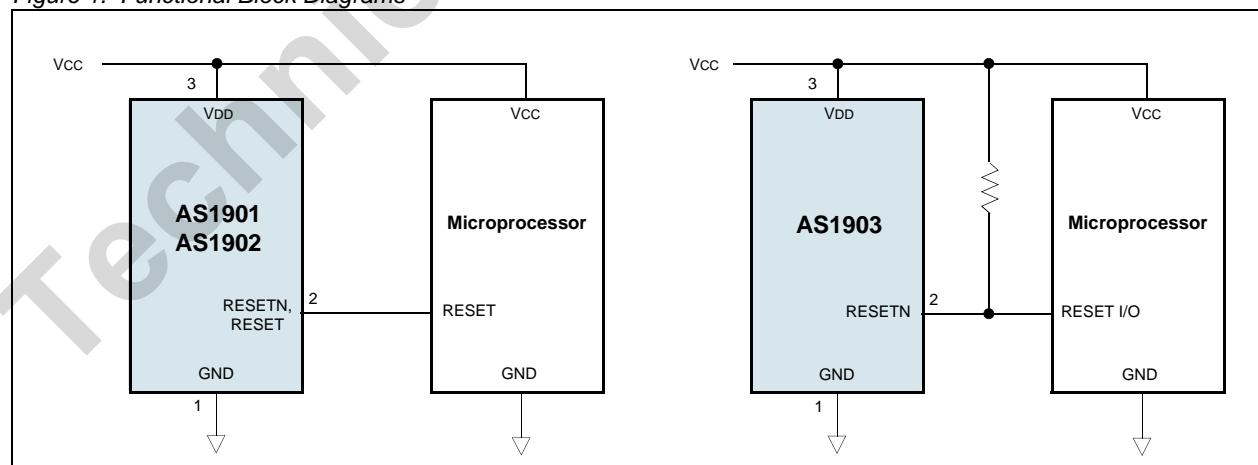 Figure 1. Functional Block Diagrams
Vcc
3
VDD
Vcc
AS1901
AS1902
Microprocessor
RESETN,
RESET
2
RESET
GND
GND
1
Vcc
3
VDD
Vcc
AS1903
Microprocessor
RESETN
2
RESET I/O
GND
GND
1
Techni